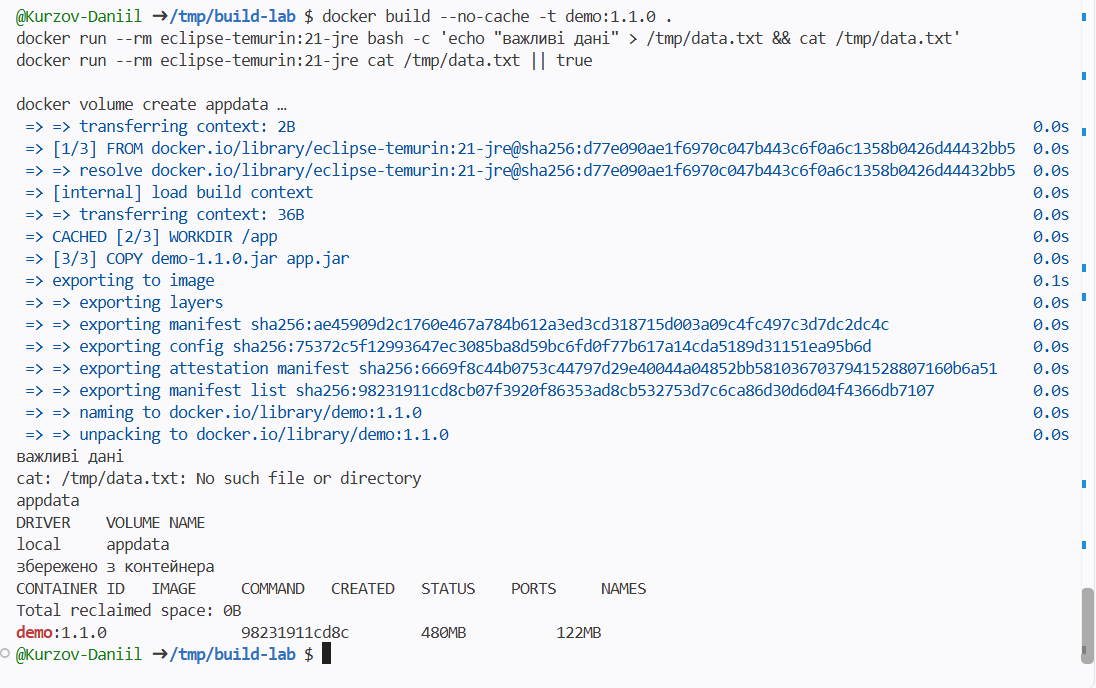 @Kurzov-Daniil ➜/tmp/build-lab $ docker build --no-cache -t demo:1.1.0 .
docker run --rm eclipse-temurin:21-jre bash -c 'echo "важливі дані" > /tmp/data.txt && cat /tmp/data.txt'
docker run --rm eclipse-temurin:21-jre cat /tmp/data.txt || true
docker volume create appdata …
=> => transferring context: 2B 0.0s
=> [1/3] FROM docker.io/library/eclipse-temurin:21-jre@sha256:d77e090ae1f6970c047b443c6f0a6c1358b0426d44432bb5 0.0s
=> => resolve docker.io/library/eclipse-temurin:21-jre@sha256:d77e090ae1f6970c047b443c6f0a6c1358b0426d44432bb5 0.0s
=> [internal] load build context 0.0s
=> => transferring context: 36B 0.0s
=> CACHED [2/3] WORKDIR /app 0.0s
=> [3/3] COPY demo-1.1.0.jar app.jar 0.0s
=> exporting to image 0.1s
=> => exporting layers 0.0s
=> => exporting manifest sha256:ae45909d2c1760e467a784b612a3ed3cd318715d003a09c4fc497c3d7dc2dc4c 0.0s
=> => exporting config sha256:75372c5f12993647ec3085ba8d59bc6fd0f77b617a14cda5189d31151ea95b6d 0.0s
=> => exporting attestation manifest sha256:6669f8c44b0753c44797d29e40044a04852bb5810367037941528807160b6a51 0.0s
=> => exporting manifest list sha256:98231911cd8cb07f3920f86353ad8cb532753d7c6ca86d30d6d04f4366db7107 0.0s
=> => naming to docker.io/library/demo:1.1.0 0.0s
=> => unpacking to docker.io/library/demo:1.1.0 0.0s
важливі дані
cat: /tmp/data.txt: No such file or directory
appdata
DRIVER VOLUME NAME
local appdata
збережено з контейнера
CONTAINER ID IMAGE COMMAND CREATED STATUS PORTS NAMES
Total reclaimed space: 0B
demo:1.1.0 98231911cd8c 480MB 122MB
@Kurzov-Daniil ➜/tmp/build-lab $